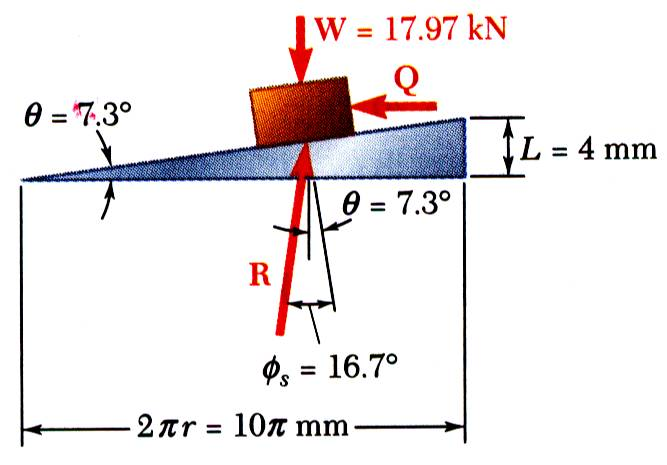 W = 17.97 kN
Q
θ = 7.3°
L = 4 mm
θ = 7.3°
R
ϕₛ = 16.7°
2πr = 10π mm